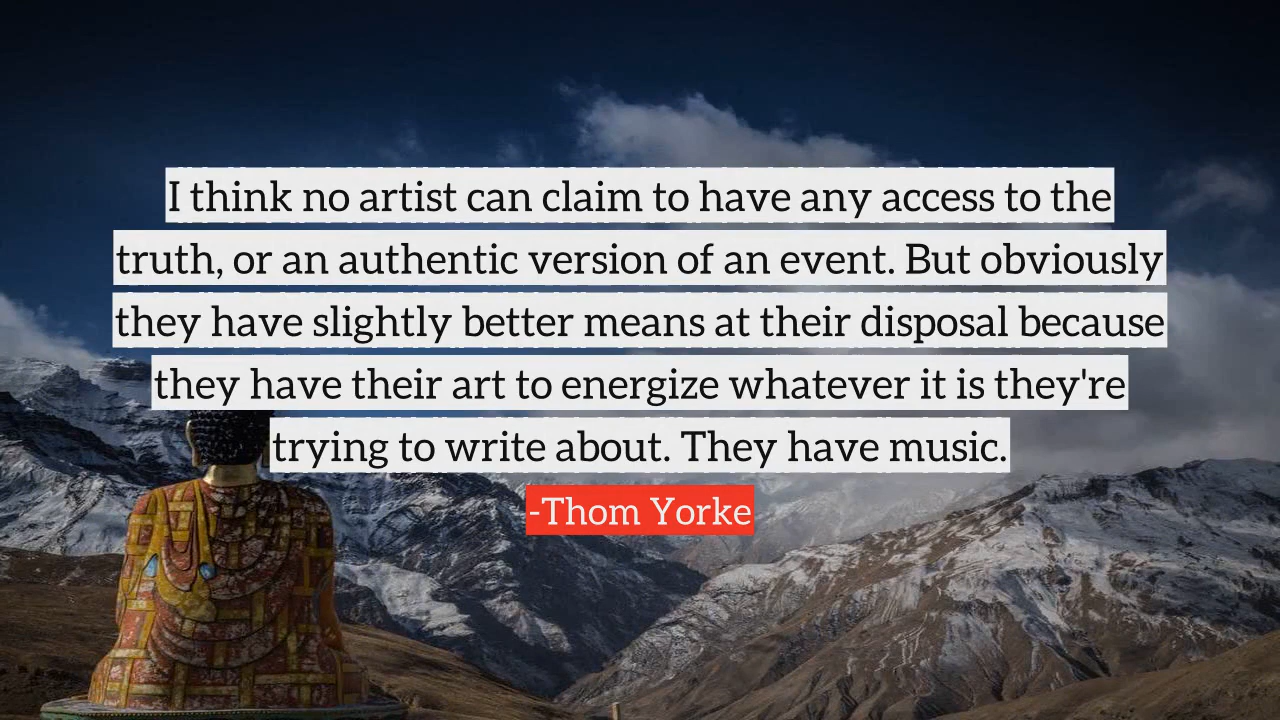 I think no artist can claim to have any access to the
truth, or an authentic version of an event. But obviously
they have slightly better means at their disposal because
they have their art to energize whatever it is they're
trying to write about. They have music.
-Thom Yorke